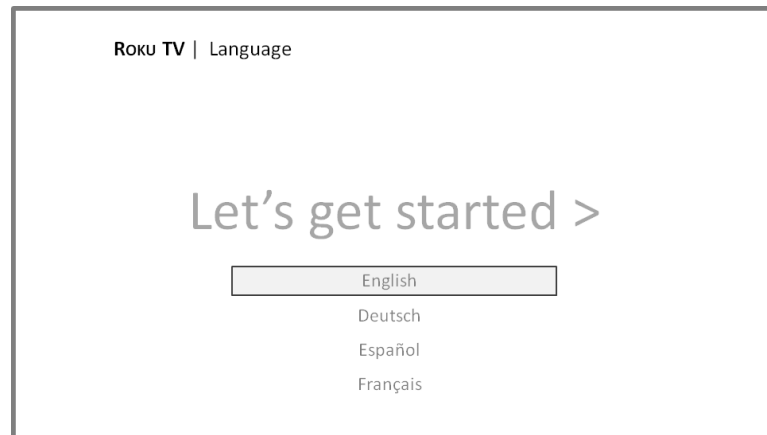 Roku TV | Language
Let’s get started >
English
Deutsch
Español
Français